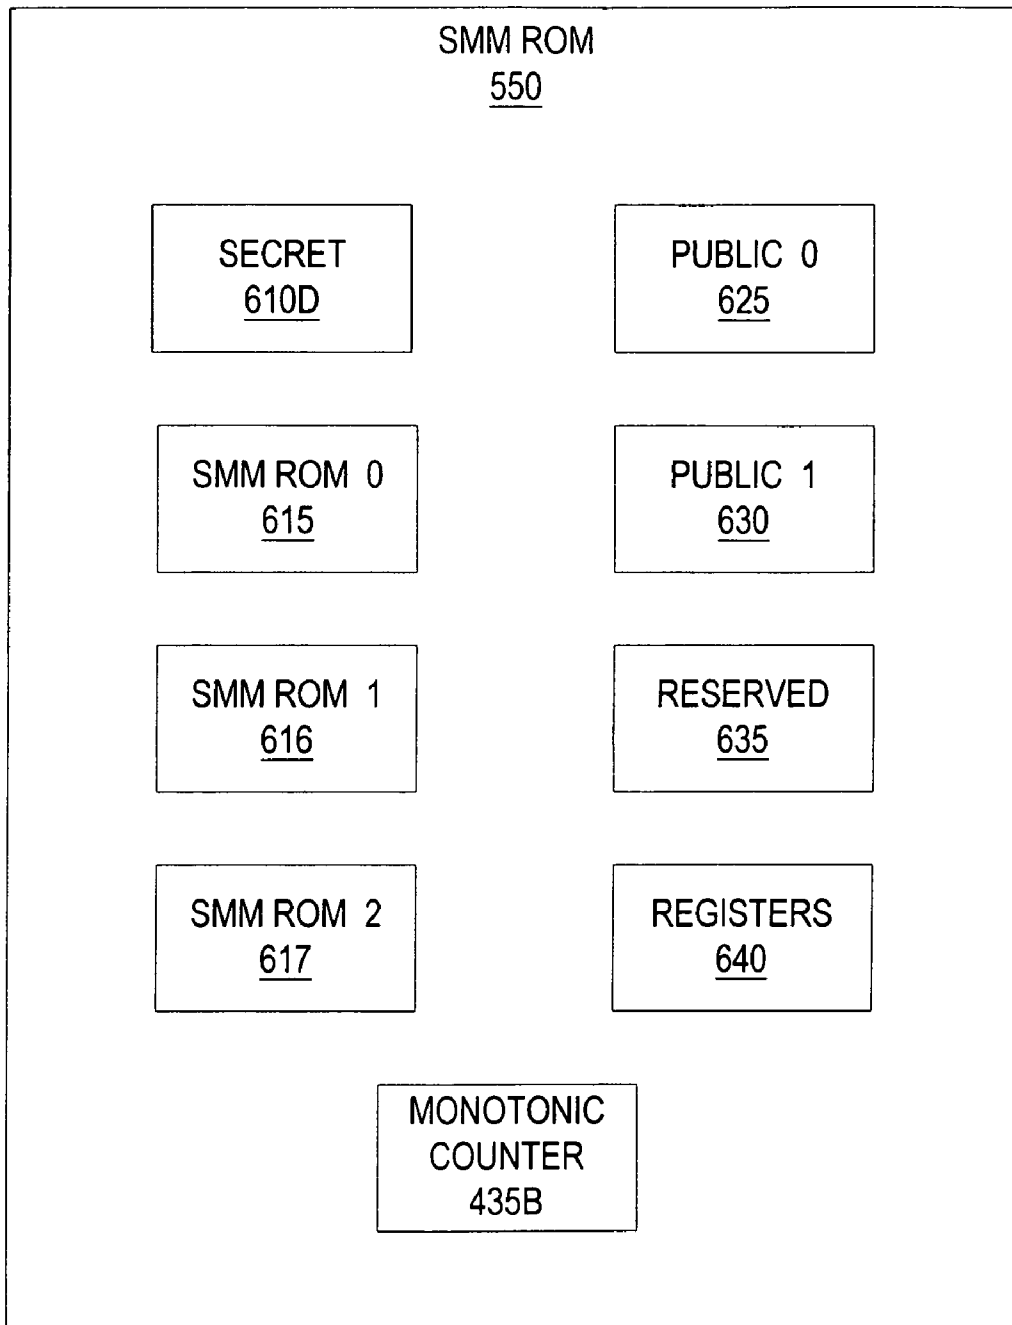 SMM ROM
550
SECRET
610D
PUBLIC 0
625
SMM ROM 0
615
PUBLIC 1
630
SMM ROM 1
616
RESERVED
635
SMM ROM 2
617
REGISTERS
640
MONOTONIC
COUNTER
435B